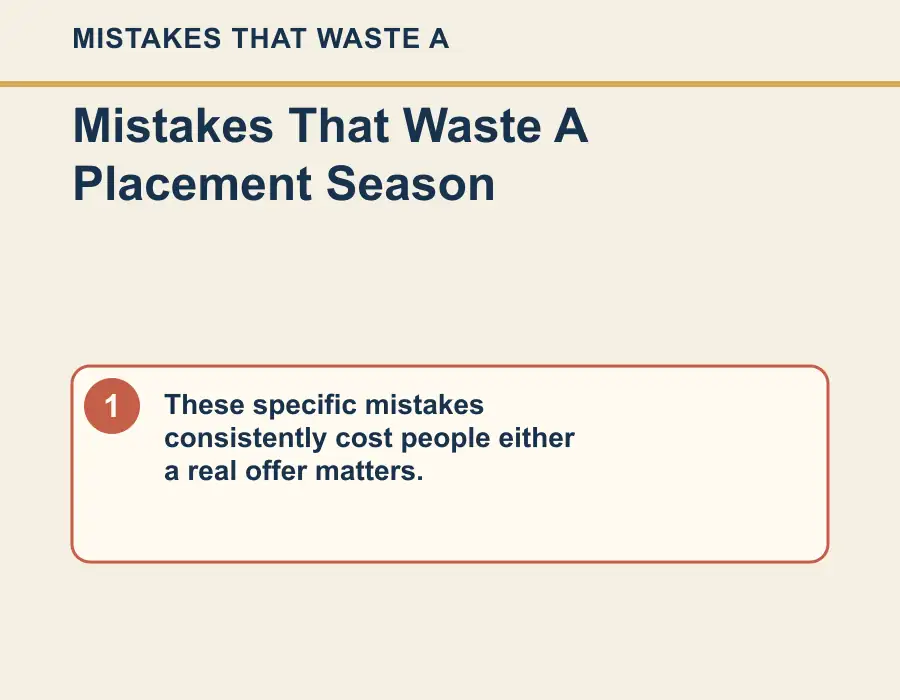 MISTAKES THAT WASTE A
Mistakes That Waste A
Placement Season
1
These specific mistakes
consistently cost people either
a real offer matters.